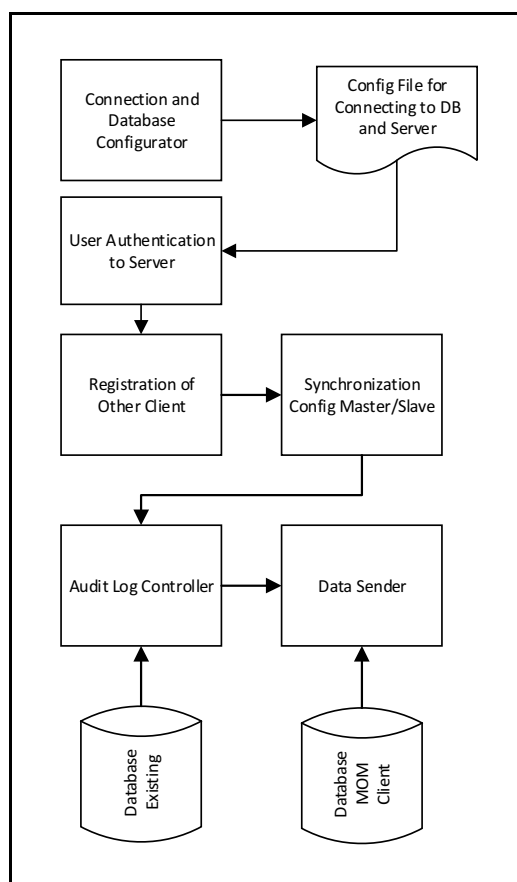 Connection and
Database
Configurator
Config File for
Connecting to DB
and Server
User Authentication
to Server
Registration of
Other Client
Synchronization
Config Master/Slave
Audit Log Controller
Data Sender
Database
Existing
Database
MOM
Client